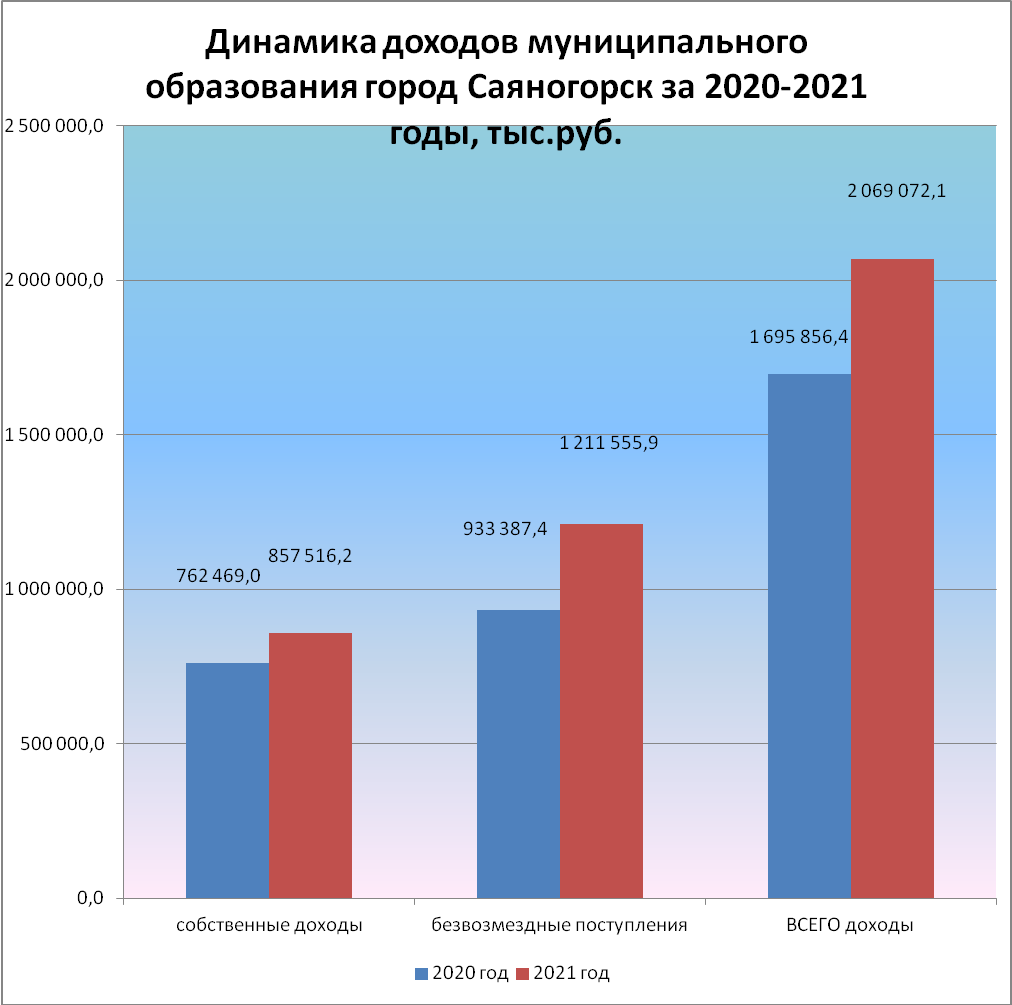 Динамика доходов муниципального
образования город Саяногорск за 2020-2021
годы, тыс.руб.
2 500 000,0
2 000 000,0
1 500 000,0
1 000 000,0
500 000,0
0,0
762 469,0
857 516,2
933 387,4
1 211 555,9
1 695 856,4
2 069 072,1
собственные доходы
безвозмездные поступления
ВСЕГО доходы
2020 год
2021 год